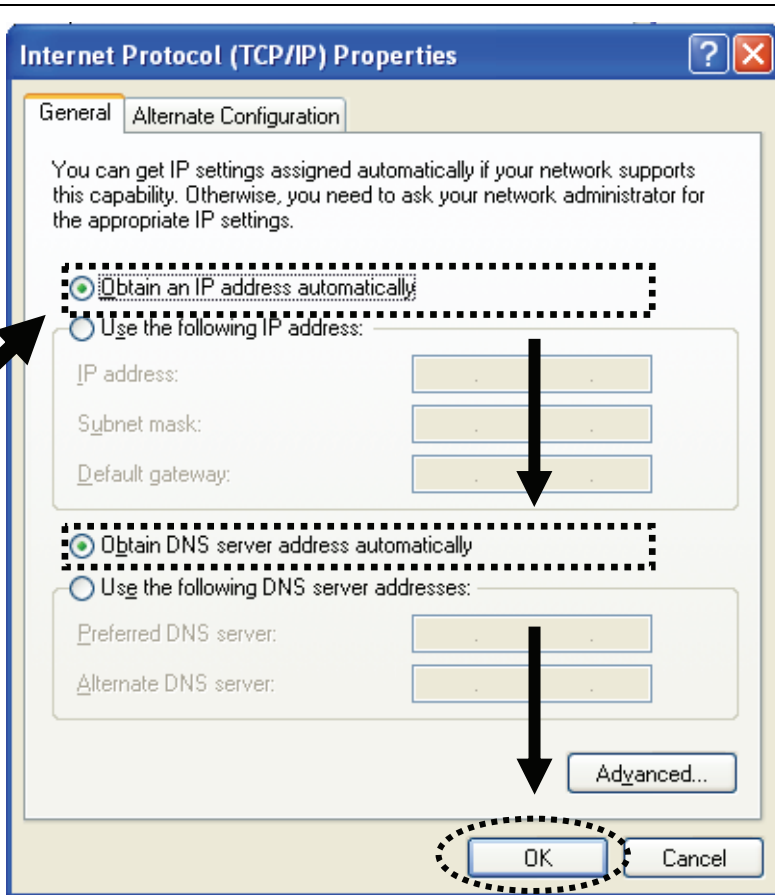 Internet Protocol (TCP/IP) Properties
General
Alternate Configuration
You can get IP settings assigned automatically if your network supports
this capability. Otherwise, you need to ask your network administrator for
the appropriate IP settings.
Obtain an IP address automatically
Use the following IP address:
IP address:
Subnet mask:
Default gateway:
Obtain DNS server address automatically
Use the following DNS server addresses:
Preferred DNS server:
Alternate DNS server:
Advanced...
OK
Cancel